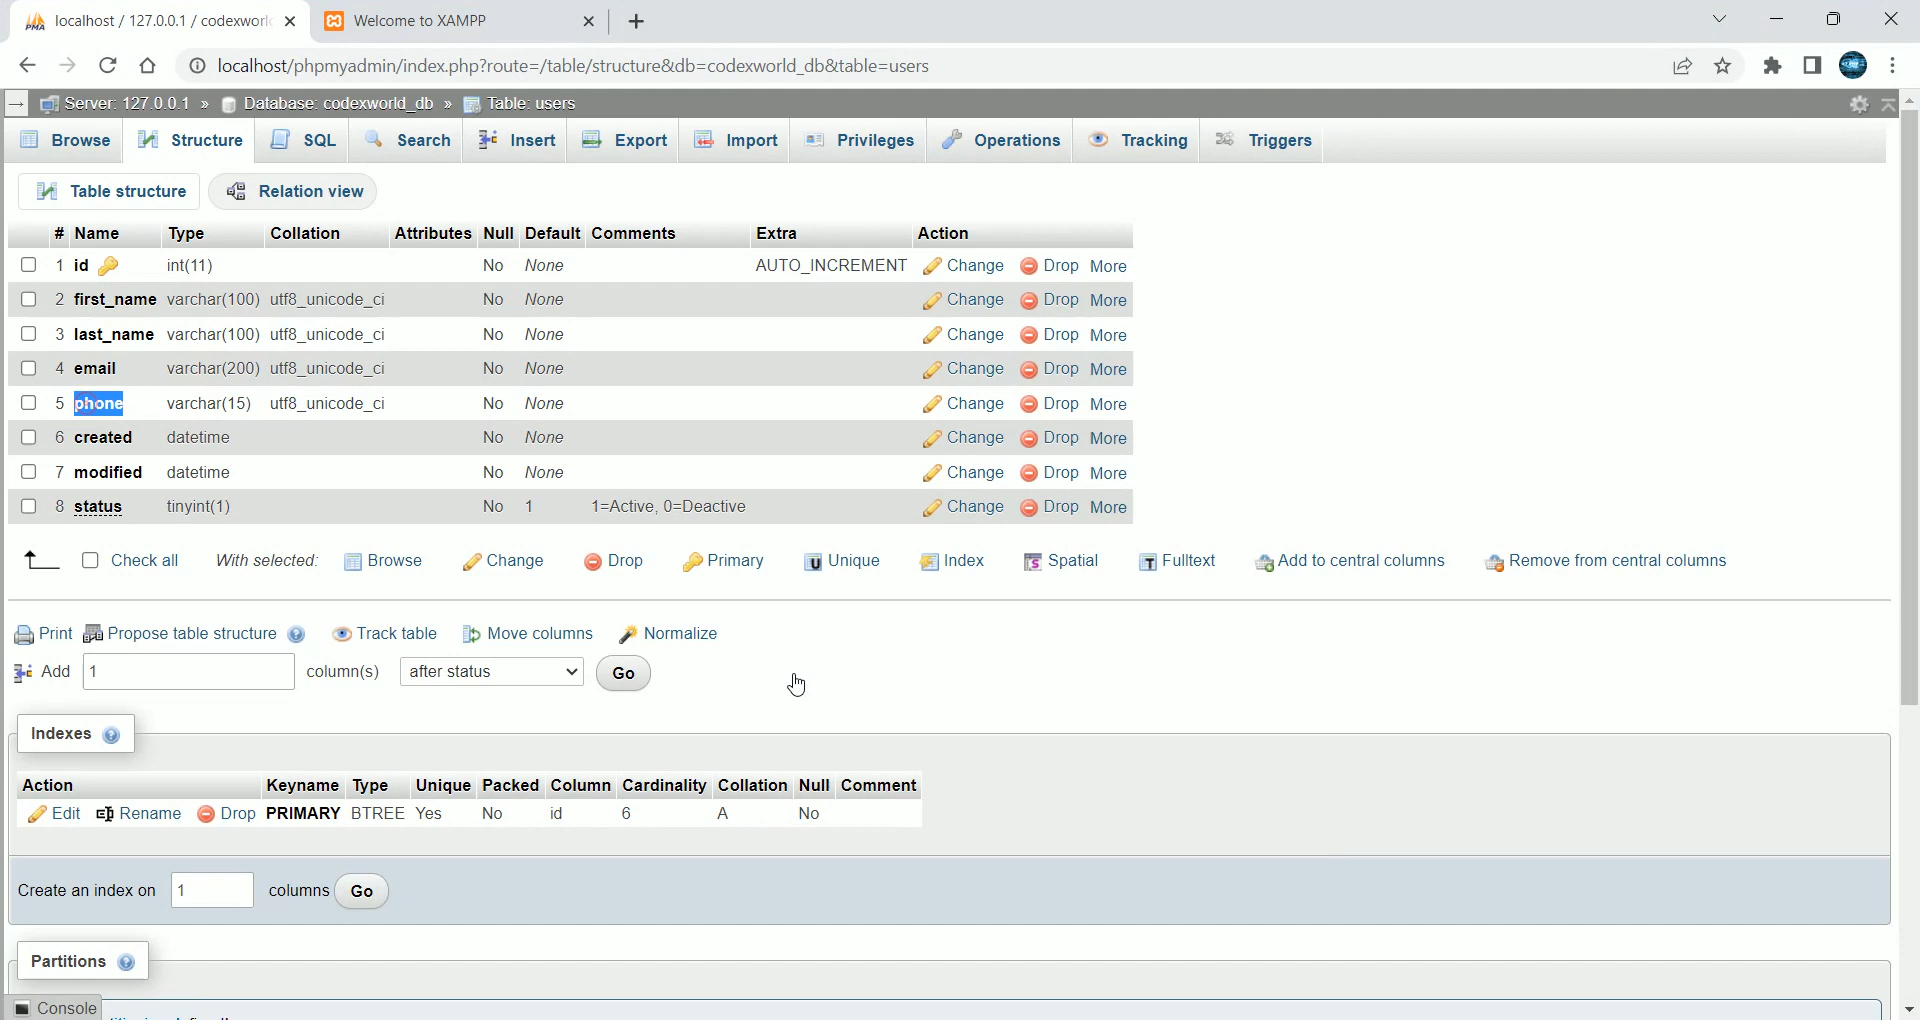 localhost / 127.0.0.1 / codexworl
Welcome to XAMPP
localhost/phpmyadmin/index.php?route=/table/structure&db=codexworld_db&table=users
Server: 127.0.0.1 » Database: codexworld_db » Table: users
Browse Structure SQL Search Insert Export Import Privileges Operations Tracking Triggers
Table structure Relation view
# Name Type Collation Attributes Null Default Comments Extra Action
1 id int(11) No None AUTO_INCREMENT Change Drop More
2 first_name varchar(100) utf8_unicode_ci No None Change Drop More
3 last_name varchar(100) utf8_unicode_ci No None Change Drop More
4 email varchar(200) utf8_unicode_ci No None Change Drop More
5 phone varchar(15) utf8_unicode_ci No None Change Drop More
6 created datetime No None Change Drop More
7 modified datetime No None Change Drop More
8 status tinyint(1) No 1 1=Active, 0=Deactive Change Drop More
Check all With selected: Browse Change Drop Primary Unique Index Spatial Fulltext Add to central columns Remove from central columns
Print Propose table structure Track table Move columns Normalize
Add 1 column(s) after status Go
Indexes
Action Keyname Type Unique Packed Column Cardinality Collation Null Comment
Edit Rename Drop PRIMARY BTREE Yes No id 6 A No
Create an index on 1 columns Go
Partitions
Console